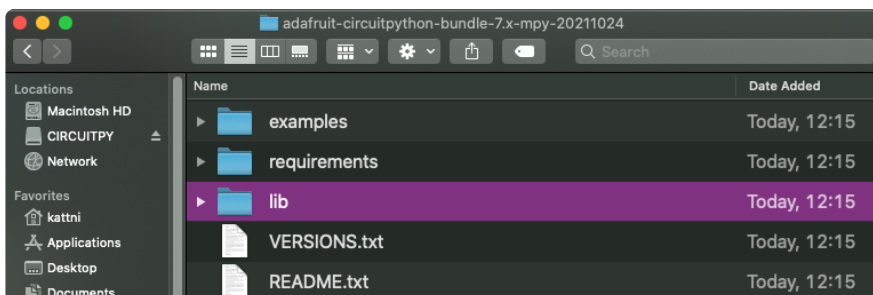 adafruit-circuitpython-bundle-7.x-mpy-20211024
Search
Locations
Macintosh HD
CIRCUITPY
Network
Favorites
kattni
Applications
Desktop
Documents
Name Date Added
examples Today, 12:15
requirements Today, 12:15
lib Today, 12:15
VERSIONS.txt Today, 12:15
README.txt Today, 12:15